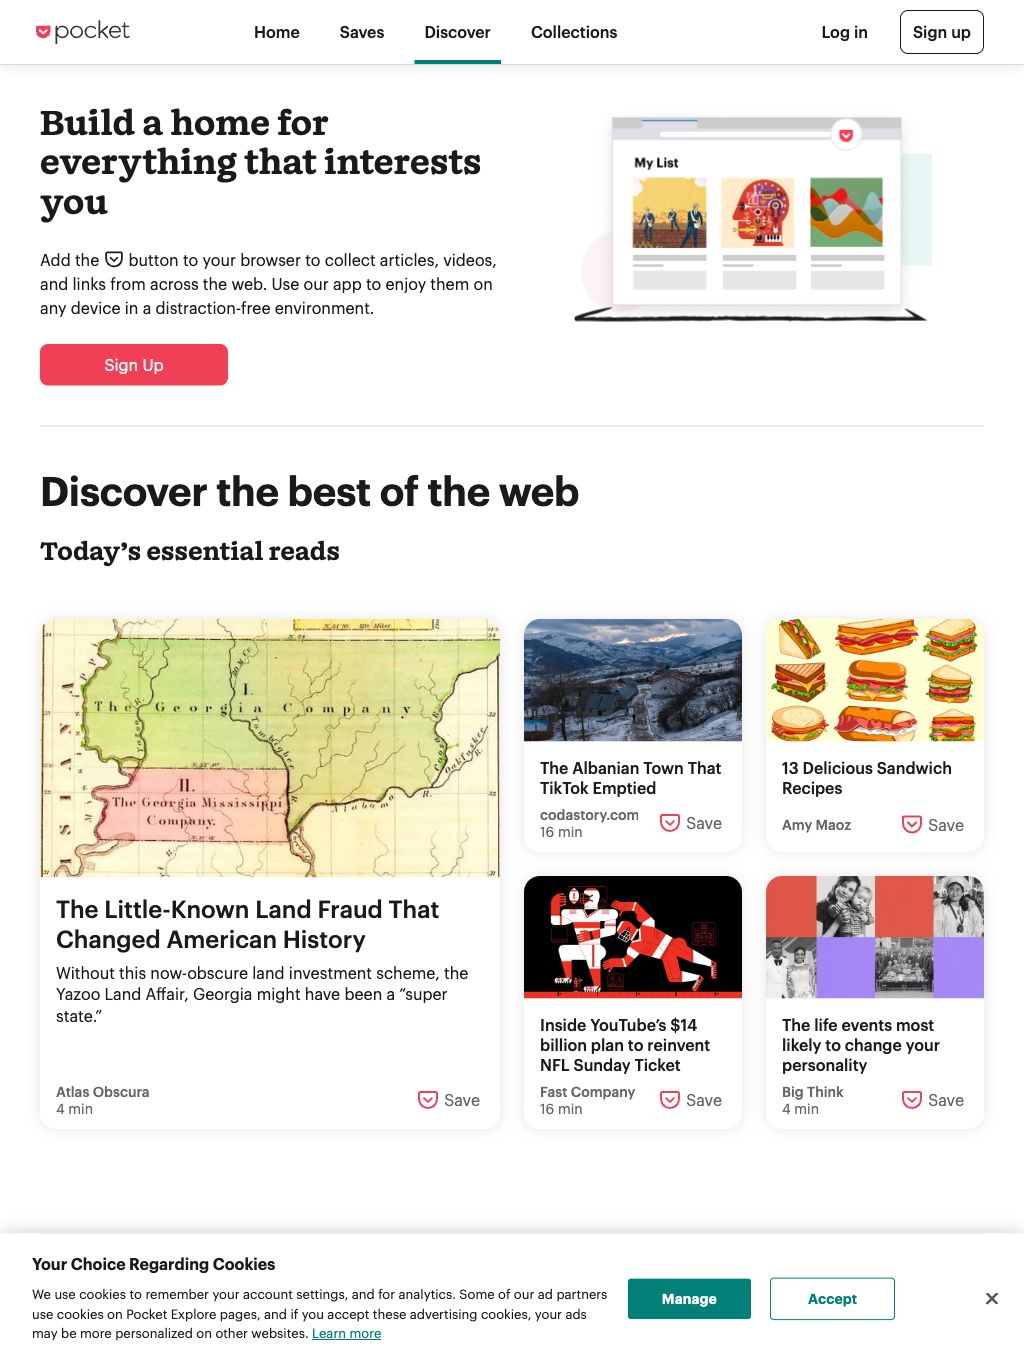 pocket
Home
Saves
Discover
Collections
Log in
Sign up
Build a home for
everything that interests
you
Add the button to your browser to collect articles, videos,
and links from across the web. Use our app to enjoy them on
any device in a distraction-free environment.
Sign Up
My List
Discover the best of the web
Today’s essential reads
I.
The Georgia Company
II.
The Georgia Mississippi
Company.
Alabama R.
The Little-Known Land Fraud That
Changed American History
Without this now-obscure land investment scheme, the
Yazoo Land Affair, Georgia might have been a “super
state.”
Atlas Obscura
4 min
Save
The Albanian Town That
TikTok Emptied
codastory.com
16 min
Save
13 Delicious Sandwich
Recipes
Amy Maoz
Save
Inside YouTube’s $14
billion plan to reinvent
NFL Sunday Ticket
Fast Company
16 min
Save
The life events most
likely to change your
personality
Big Think
4 min
Save
Your Choice Regarding Cookies
We use cookies to remember your account settings, and for analytics. Some of our ad partners
use cookies on Pocket Explore pages, and if you accept these advertising cookies, your ads
may be more personalized on other websites. Learn more
Manage
Accept